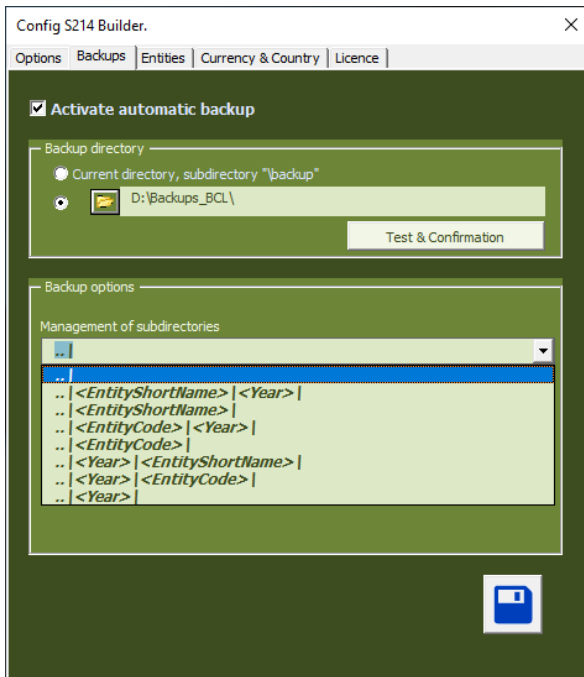 Config S214 Builder.
Options Backups Entities Currency & Country Licence
Activate automatic backup
Backup directory
Current directory, subdirectory "\backup"
D:\Backups_BCL\
Test & Confirmation
Backup options
Management of subdirectories
..|
..|
..|<EntityShortName>|<Year>|
..|<EntityShortName>|
..|<EntityCode>|<Year>|
..|<EntityCode>|
..|<Year>|<EntityShortName>|
..|<Year>|<EntityCode>|
..|<Year>|